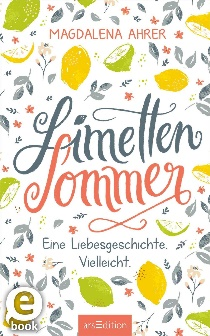 MAGDALENA AHRER
Limetten
Sommer
Eine Liebesgeschichte.
Vielleicht.
e
book
arsEdition